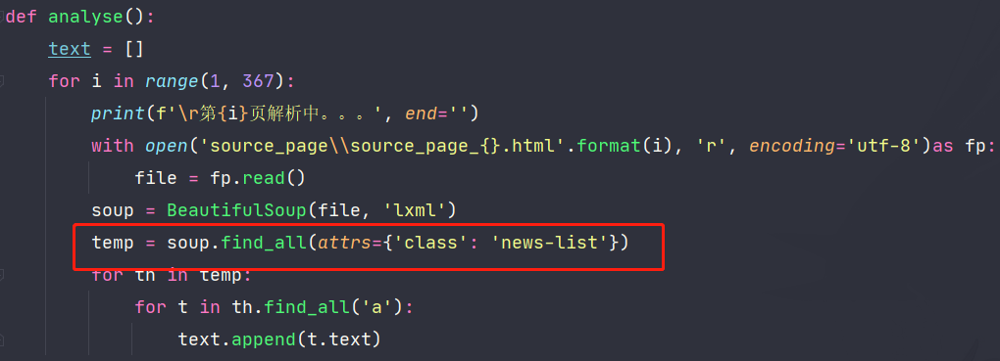 def analyse():
    text = []
    for i in range(1, 367):
        print(f'\r第{i}页解析中。。。', end='')
        with open('source_page\\source_page_{}.html'.format(i), 'r', encoding='utf-8')as fp:
            file = fp.read()
        soup = BeautifulSoup(file, 'lxml')
        temp = soup.find_all(attrs={'class': 'news-list'})
        for th in temp:
            for t in th.find_all('a'):
                text.append(t.text)